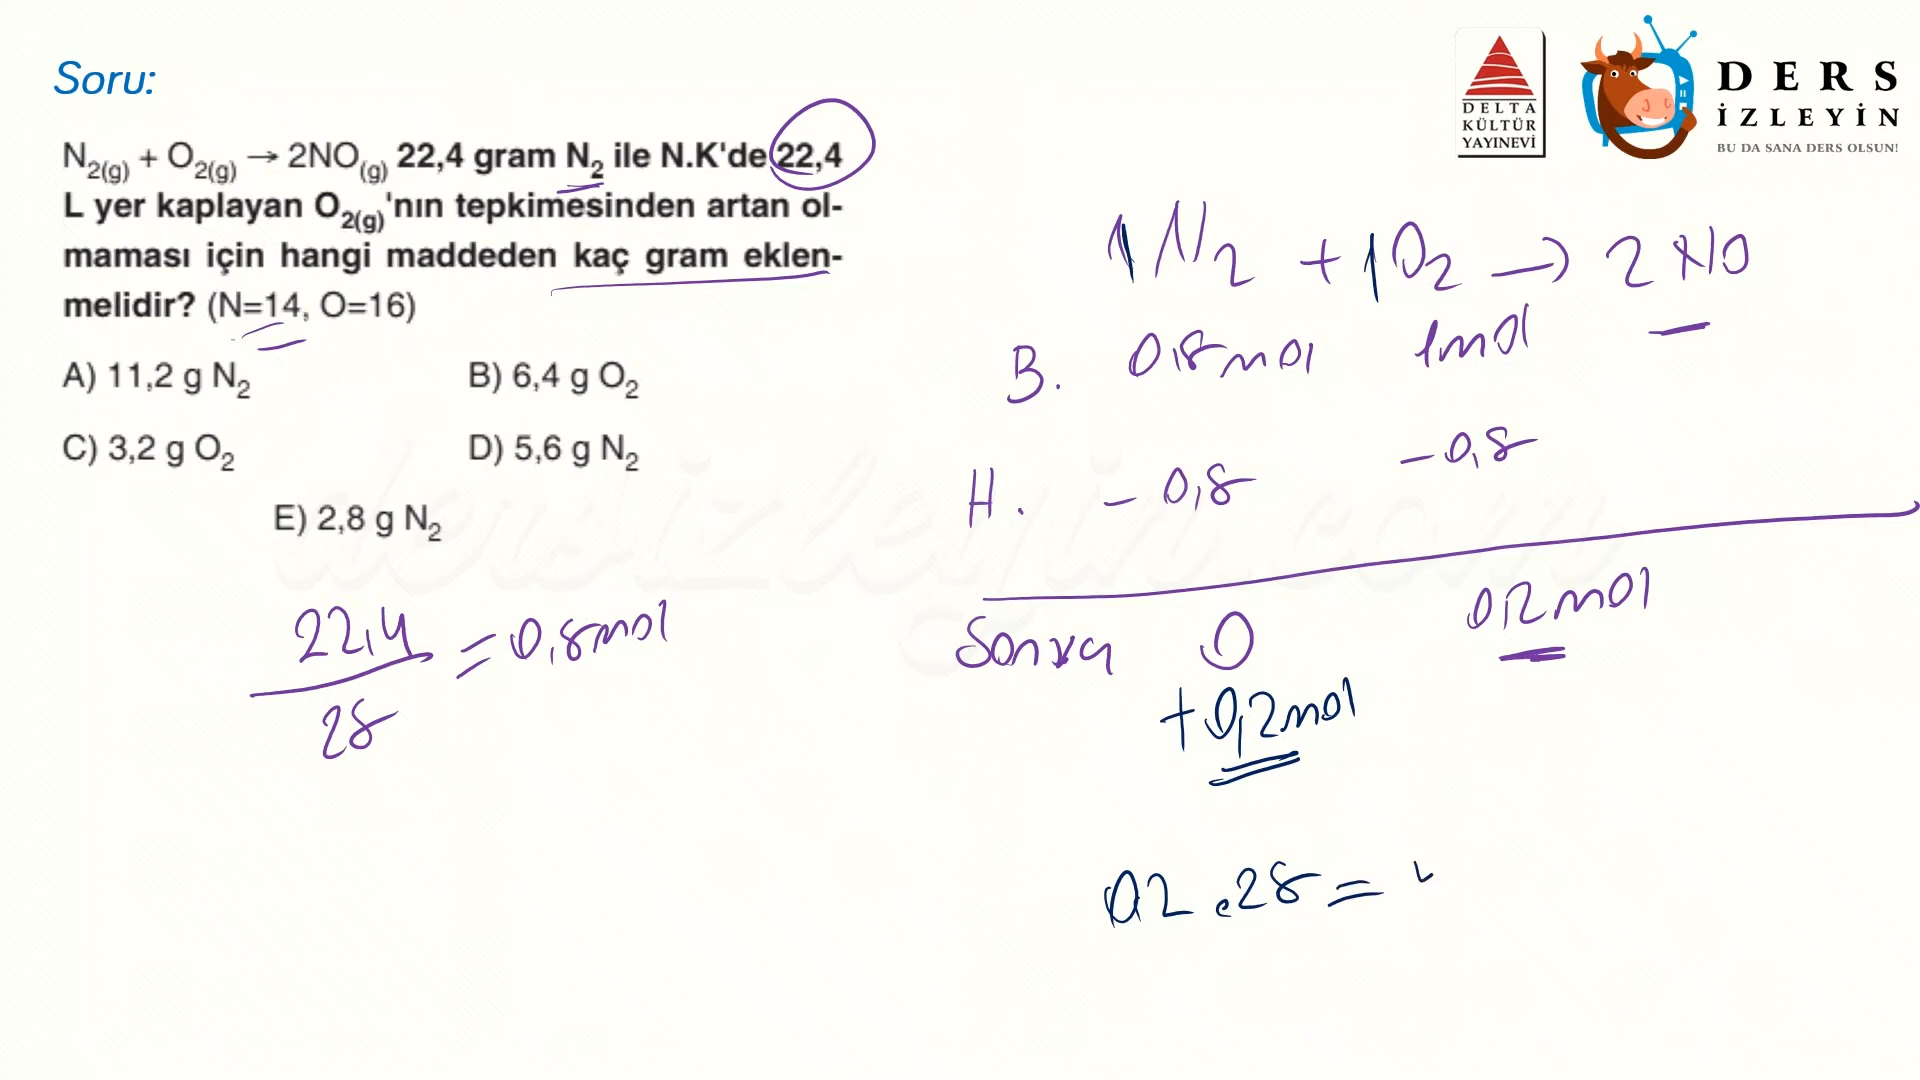 Soru:
N2(g) + O2(g) → 2NO(g) 22,4 gram N2 ile N.K'de 22,4
L yer kaplayan O2(g)'nın tepkimesinden artan ol-
maması için hangi maddeden kaç gram eklen-
melidir? (N=14, O=16)
A) 11,2 g N2
B) 6,4 g O2
C) 3,2 g O2
D) 5,6 g N2
E) 2,8 g N2
22,4
28
= 0,8mol
DELTA
KÜLTÜR
YAYINEVİ
DERS
İZLEYİN
BU DA SANA DERS OLSUN!
1N2 + 1O2 → 2NO
B. 0,8mol 1mol
H. -0,8 -0,8
Sonra 0 0,2mol
+0,2mol
02.28=
dersizleyin.com